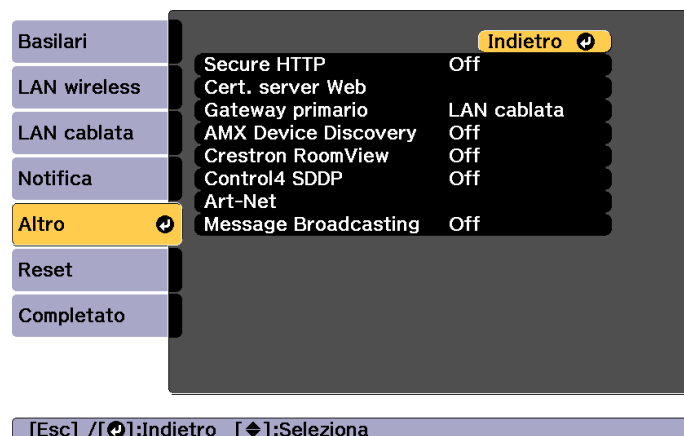 Basilari
LAN wireless
LAN cablata
Notifica
Altro
Reset
Completato
Indietro
Secure HTTP Off
Cert. server Web
Gateway primario LAN cablata
AMX Device Discovery Off
Crestron RoomView Off
Control4 SDDP Off
Art-Net
Message Broadcasting Off
[Esc] /[↵]:Indietro [◆]:Seleziona